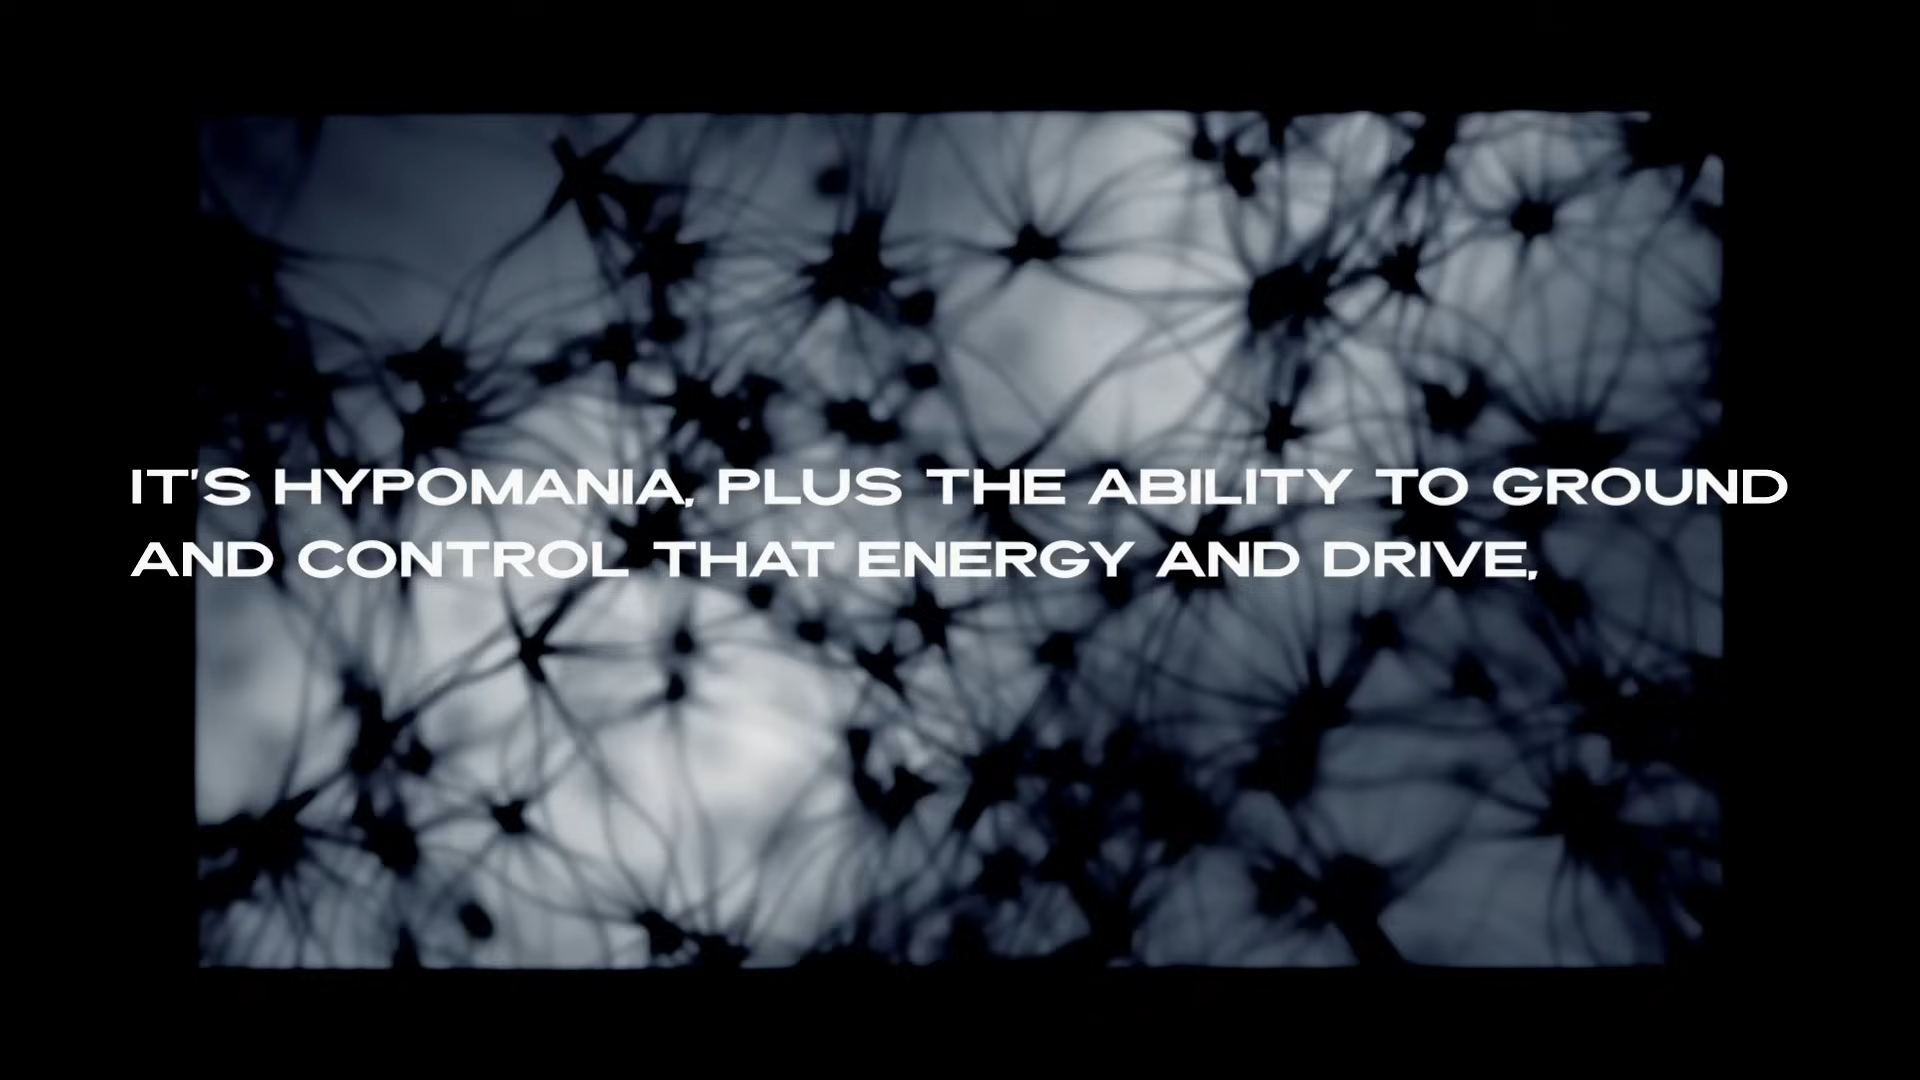 IT'S HYPOMANIA, PLUS THE ABILITY TO GROUND
AND CONTROL THAT ENERGY AND DRIVE,